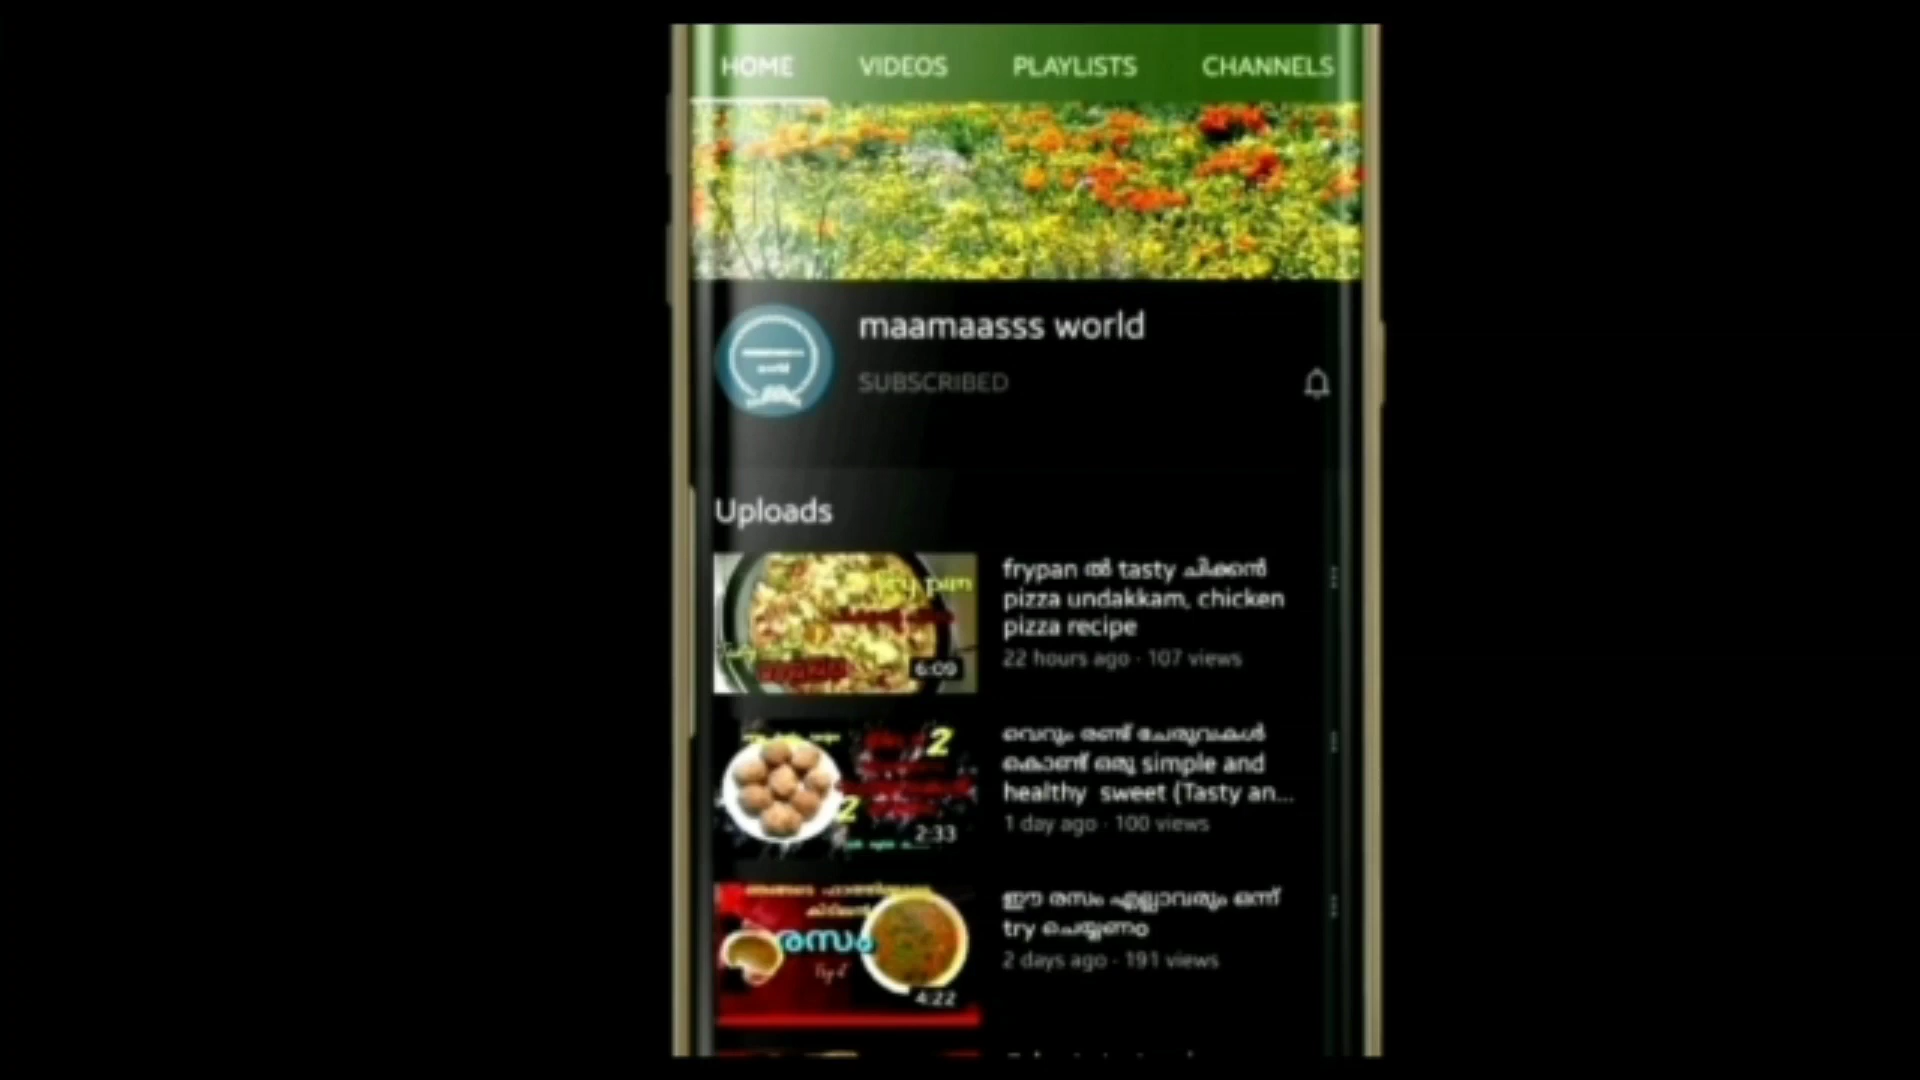 HOME VIDEOS PLAYLISTS CHANNELS
maamaasss world
SUBSCRIBED
Uploads
frypan ൽ tasty ചിക്കൻ
pizza undakkam, chicken
pizza recipe
22 hours ago · 107 views
6:09
വെറും രണ്ട് ചേരുവകൾ
കൊണ്ട് ഒരു simple and
healthy sweet (Tasty an...
1 day ago · 100 views
2
2
2:33
ഈ രസം എല്ലാവരും ഒന്ന്
try ചെയ്യണം
2 days ago · 191 views
രസം
4:22